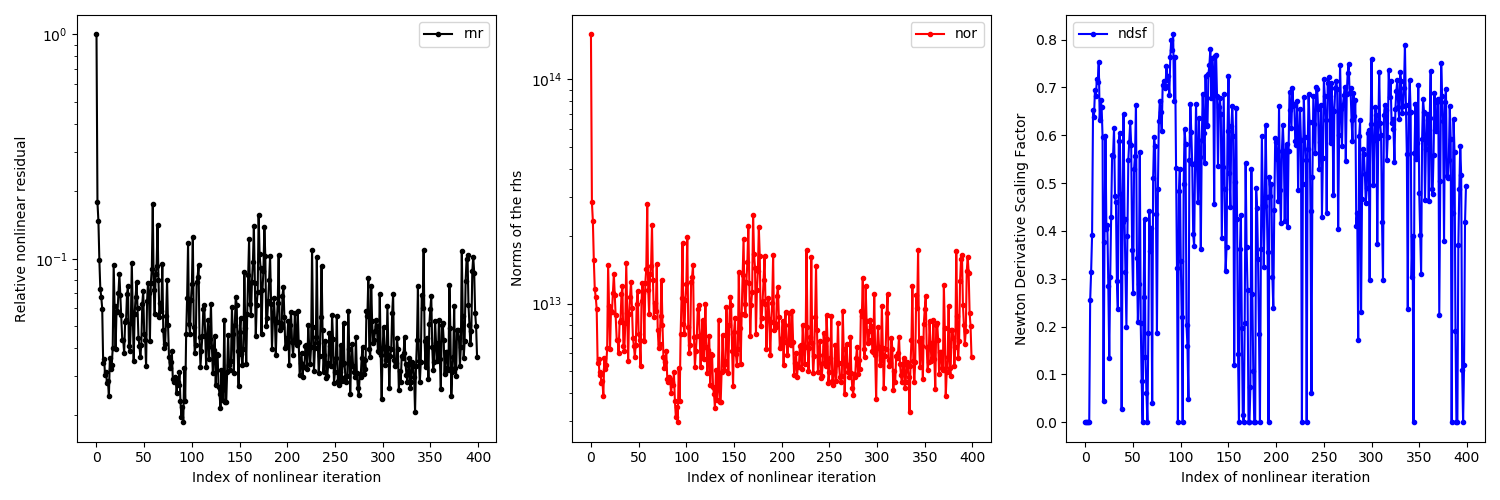 Relative nonlinear residual
10⁰
10⁻¹
rnr
0 50 100 150 200 250 300 350 400
Index of nonlinear iteration
Norms of the rhs
10¹⁴
10¹³
nor
0 50 100 150 200 250 300 350 400
Index of nonlinear iteration
Newton Derivative Scaling Factor
0.8
0.7
0.6
0.5
0.4
0.3
0.2
0.1
0.0
ndsf
0 50 100 150 200 250 300 350 400
Index of nonlinear iteration